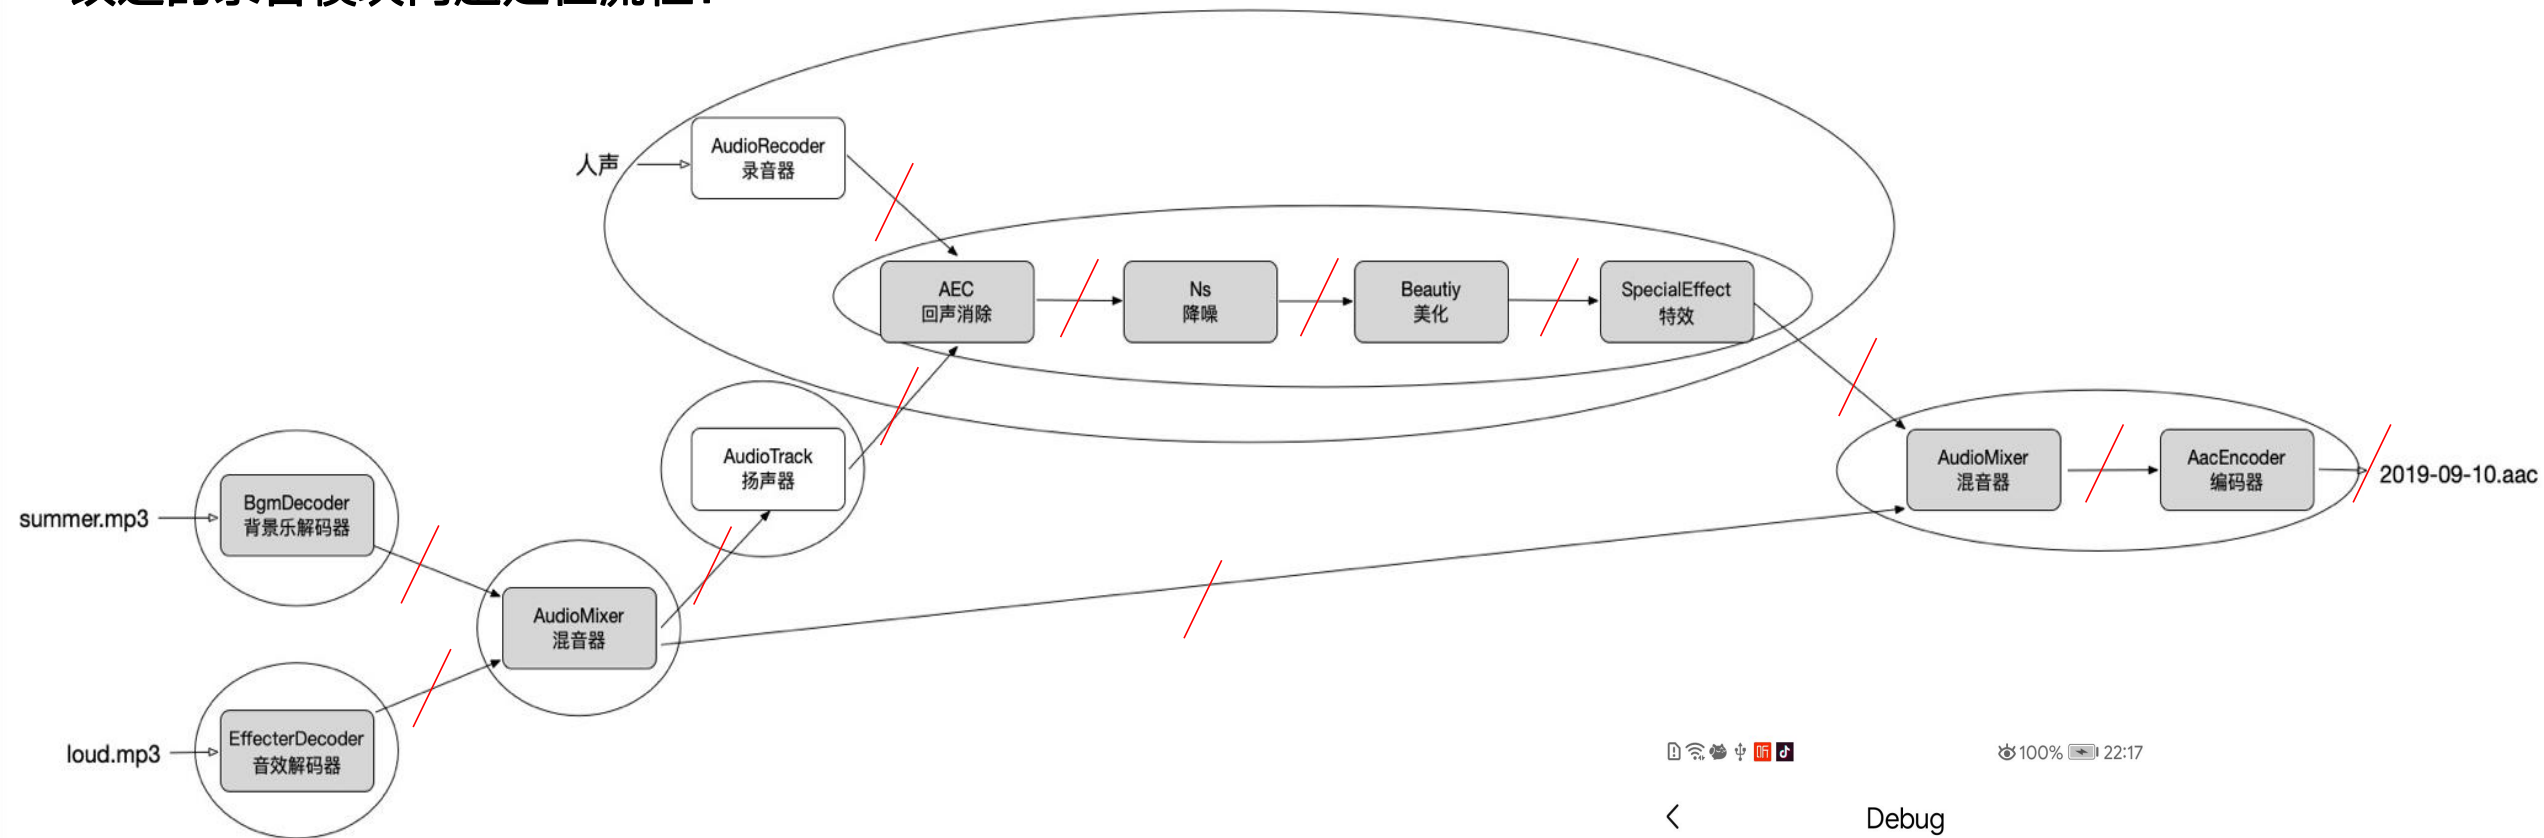 人声
AudioRecoder
录音器
AEC
回声消除
Ns
降噪
Beautiy
美化
SpecialEffect
特效
AudioTrack
扬声器
summer.mp3
BgmDecoder
背景乐解码器
AudioMixer
混音器
loud.mp3
EffecterDecoder
音效解码器
AudioMixer
混音器
AacEncoder
编码器
2019-09-10.aac
听
100%
22:17
Debug